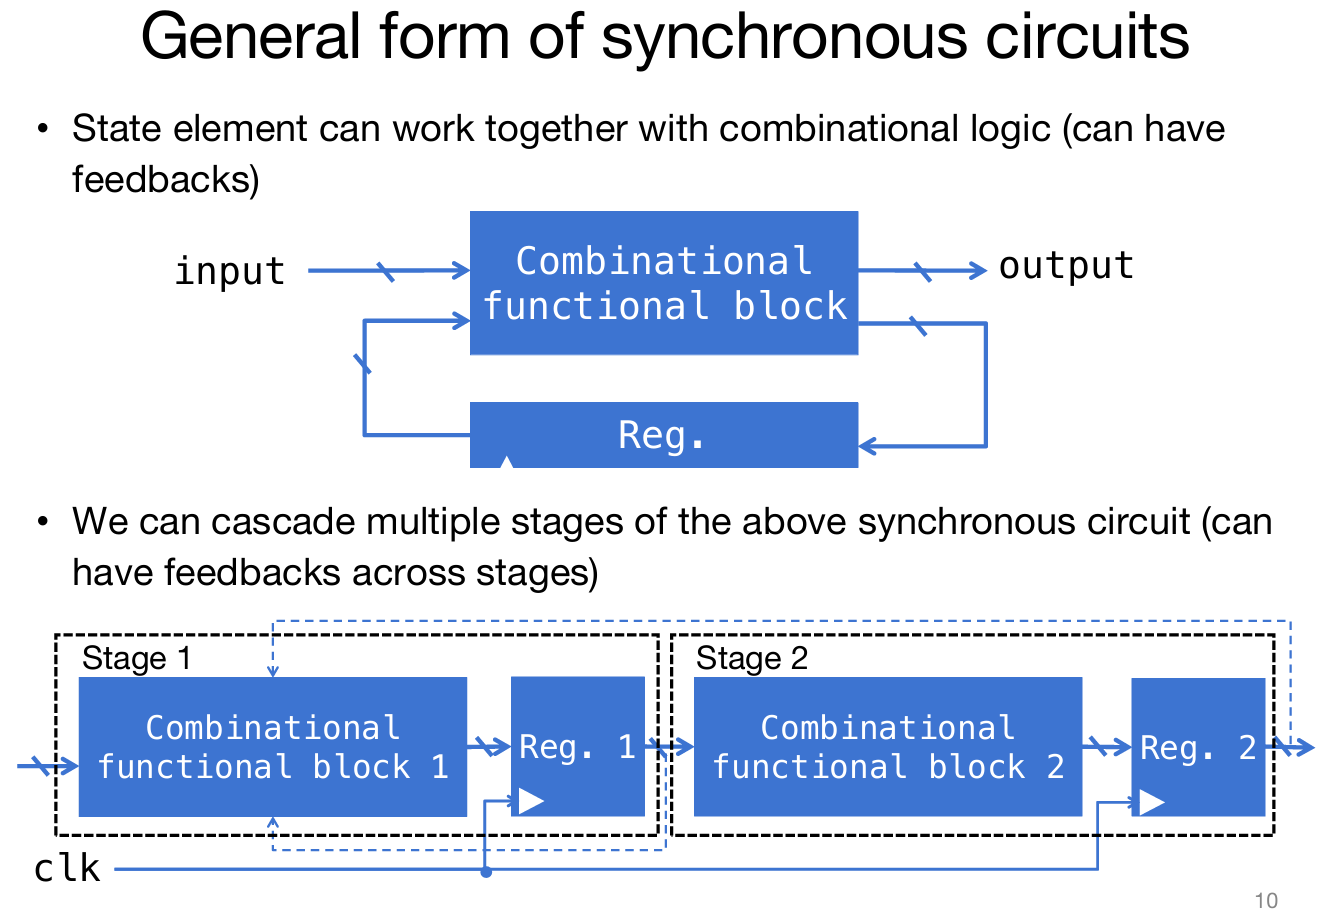 General form of synchronous circuits
• State element can work together with combinational logic (can have
feedbacks)
input
Combinational
functional block
output
Reg.
• We can cascade multiple stages of the above synchronous circuit (can
have feedbacks across stages)
Stage 1
Combinational
functional block 1
Reg. 1
Stage 2
Combinational
functional block 2
Reg. 2
clk
10